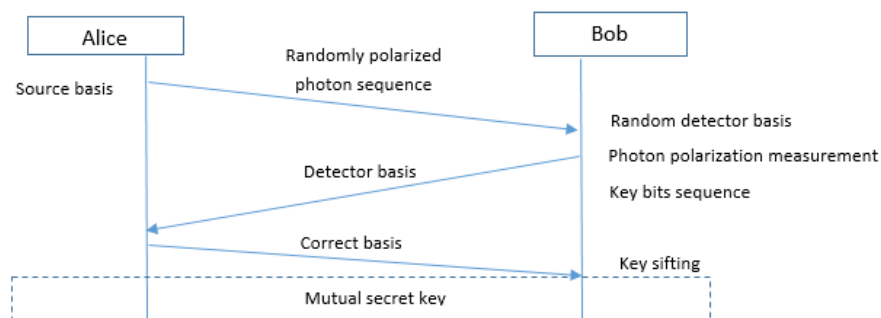 Alice
Bob
Randomly polarized
photon sequence
Source basis
Random detector basis
Photon polarization measurement
Detector basis
Key bits sequence
Correct basis
Key sifting
Mutual secret key